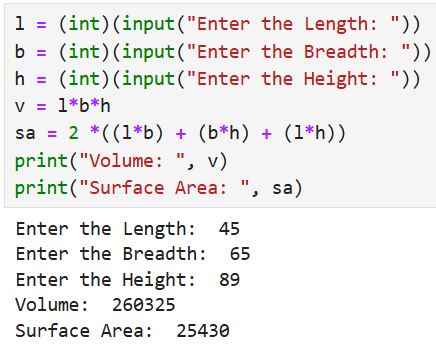 l = (int)(input("Enter the Length: "))
b = (int)(input("Enter the Breadth: "))
h = (int)(input("Enter the Height: "))
v = l*b*h
sa = 2 *((l*b) + (b*h) + (l*h))
print("Volume: ", v)
print("Surface Area: ", sa)
Enter the Length:  45
Enter the Breadth:  65
Enter the Height:  89
Volume:  260325
Surface Area:  25430